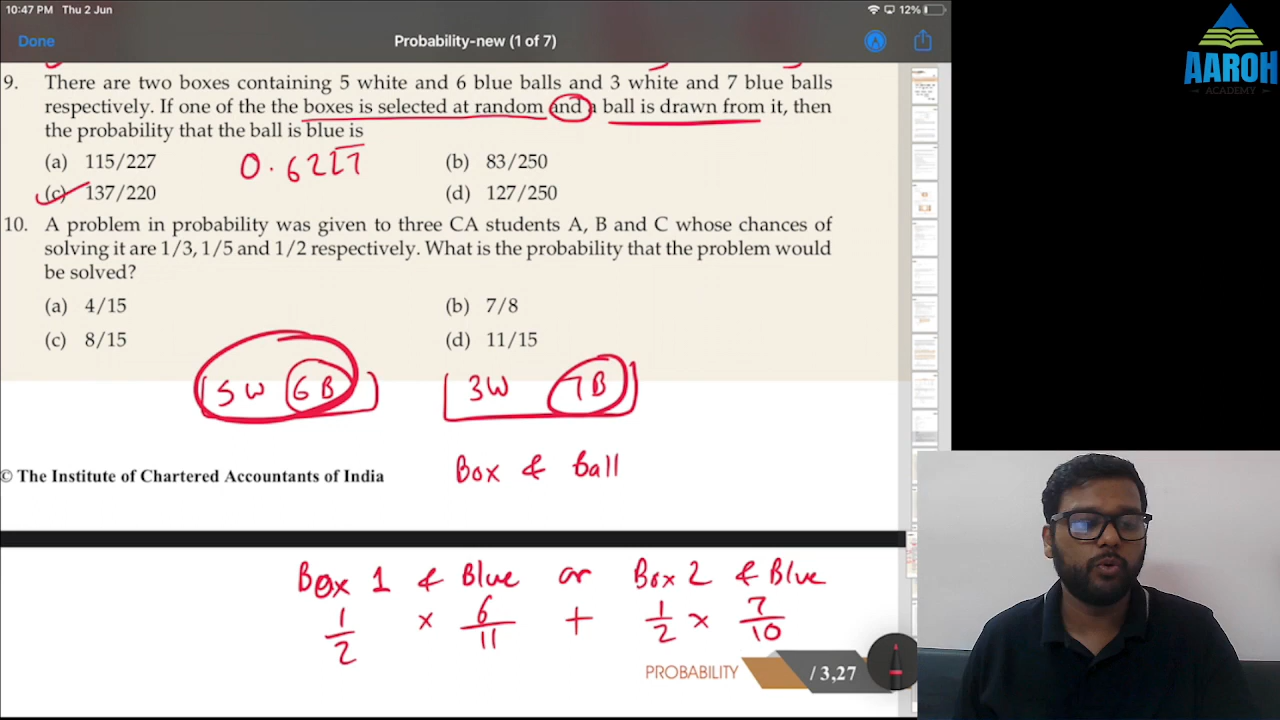 10:47 PM Thu 2 Jun
12%
Done
Probability-new (1 of 7)
AAROH
ACADEMY
9. There are two boxes containing 5 white and 6 blue balls and 3 white and 7 blue balls
respectively. If one of the the boxes is selected at random and a ball is drawn from it, then
the probability that the ball is blue is
(a) 115/227
(b) 83/250
(c) 137/220
(d) 127/250
0.6227
10. A problem in probability was given to three CA students A, B and C whose chances of
solving it are 1/3, 1/5 and 1/2 respectively. What is the probability that the problem would
be solved?
(a) 4/15
(b) 7/8
(c) 8/15
(d) 11/15
5W 6B
3W 7B
Box & Ball
© The Institute of Chartered Accountants of India
Box 1 & Blue or Box 2 & Blue
1/2 × 6/11 + 1/2 × 7/10
PROBABILITY / 3,27